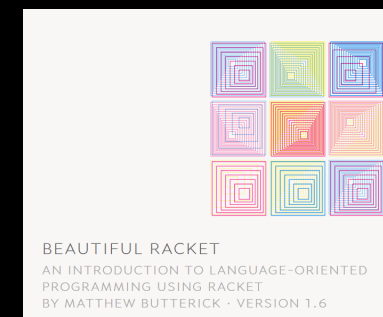 BEAUTIFUL RACKET
AN INTRODUCTION TO LANGUAGE-ORIENTED
PROGRAMMING USING RACKET
BY MATTHEW BUTTERICK · VERSION 1.6